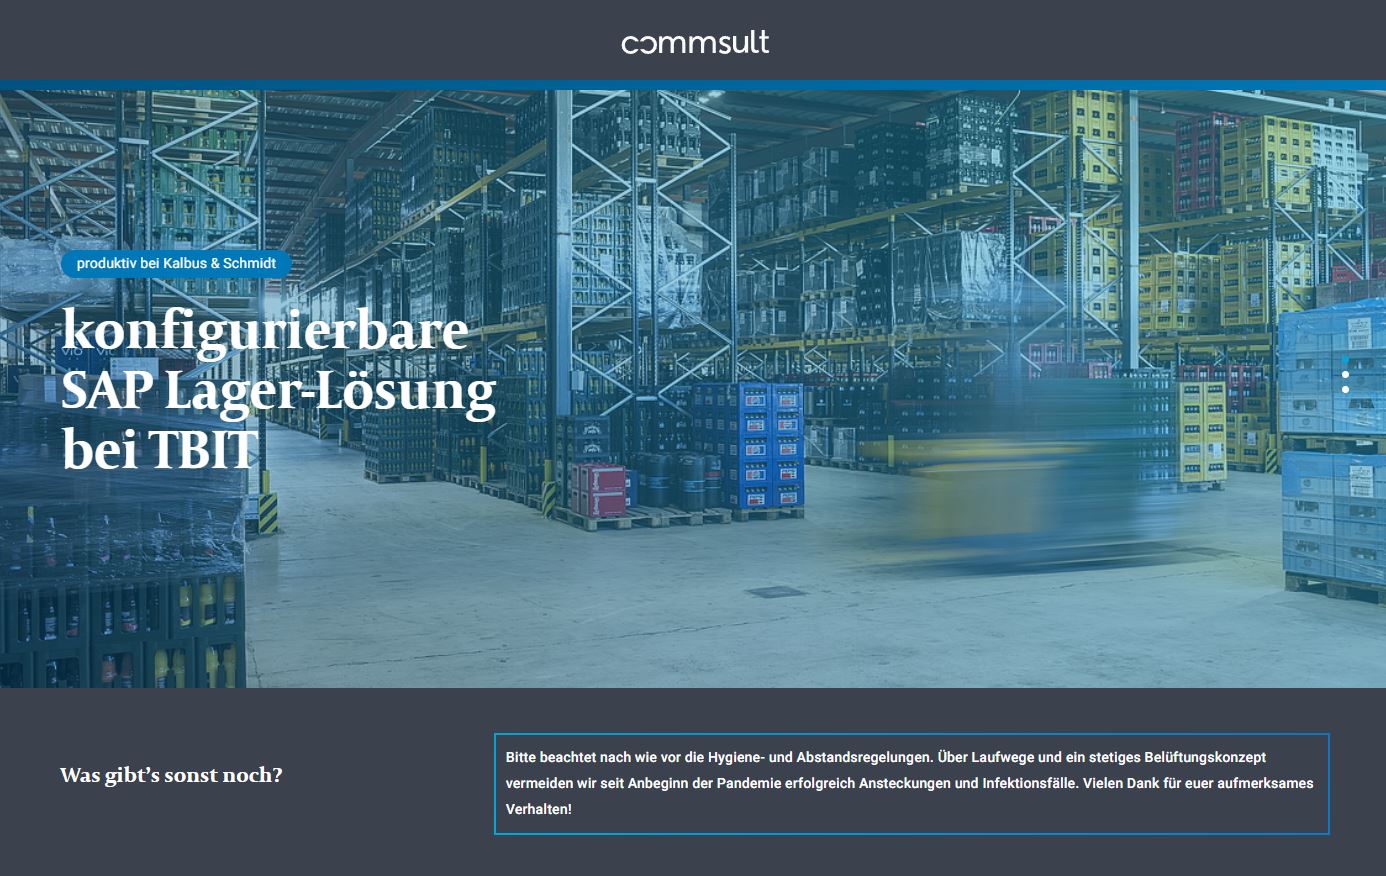 commsult
produktiv bei Kalbus & Schmidt
konfigurierbare
SAP Lager-Lösung
bei TBIT
Was gibt's sonst noch?
Bitte beachtet nach wie vor die Hygiene- und Abstandsregelungen. Über Laufwege und ein stetiges Belüftungskonzept
vermeiden wir seit Anbeginn der Pandemie erfolgreich Ansteckungen und Infektionsfälle. Vielen Dank für euer aufmerksames
Verhalten!